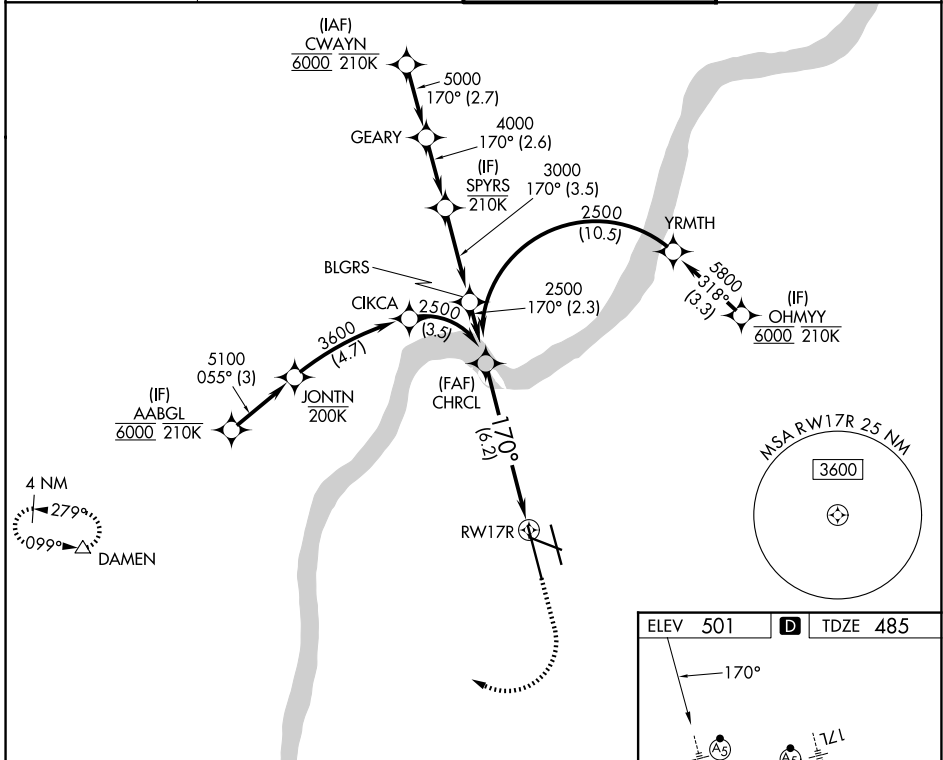 (IAF)
CWAYN
6000 210K
5000
170° (2.7)
GEARY
4000
170° (2.6)
(IF)
SPYRS
210K
3000
170° (3.5)
2500
(10.5)
YRMTH
5800
318°
(3.3)
(IF)
OHMYY
6000 210K
BLGRS
2500
170° (2.3)
CIKCA
2500
(3.5)
3600
(4.7)
5100
055° (3)
JONTN
200K
(IF)
AABGL
6000 210K
(FAF)
CHRCL
170°
(6.2)
MSA RW17R 25 NM
3600
4 NM
279°
099°
DAMEN
RW17R
ELEV 501
D
TDZE 485
170°
A5
A5
17L